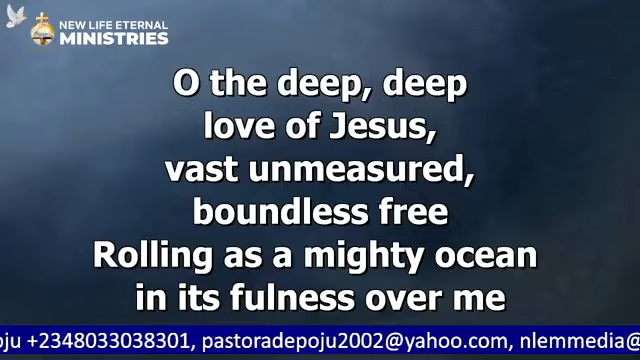 NEW LIFE ETERNAL
MINISTRIES
O the deep, deep
love of Jesus,
vast unmeasured,
boundless free
Rolling as a mighty ocean
in its fulness over me
oju +2348033038301, pastoradepoju2002@yahoo.com, nlemmedia@